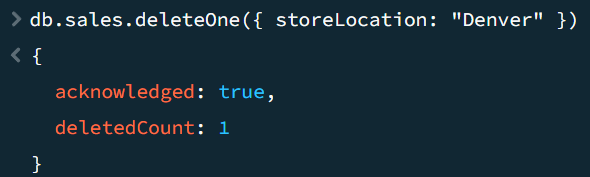 > db.sales.deleteOne({ storeLocation: "Denver" })
< {
acknowledged: true,
deletedCount: 1
}